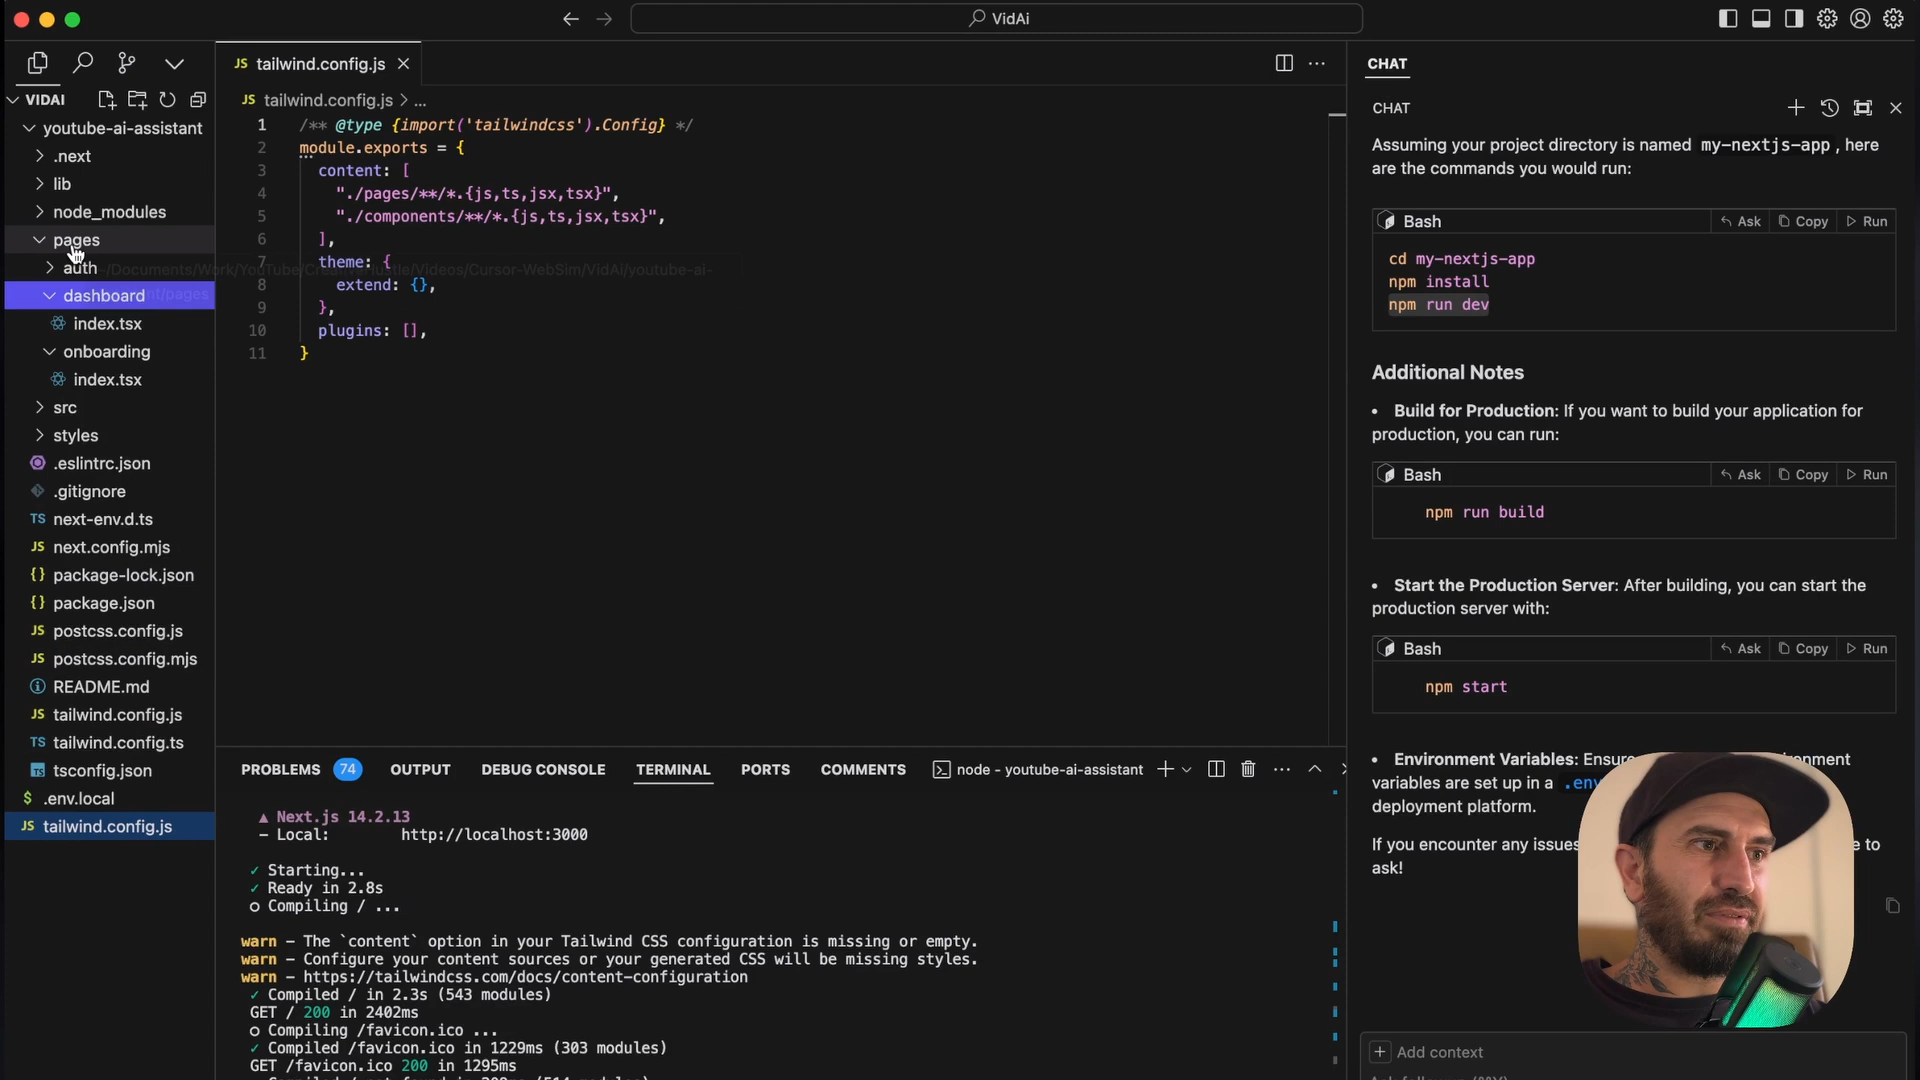 VidAi
VIDAI
youtube-ai-assistant
.next
lib
node_modules
pages
auth
dashboard
index.tsx
onboarding
index.tsx
src
styles
.eslintrc.json
.gitignore
next-env.d.ts
next.config.mjs
package-lock.json
package.json
postcss.config.js
postcss.config.mjs
README.md
tailwind.config.js
tailwind.config.ts
tsconfig.json
.env.local
tailwind.config.js
JS tailwind.config.js
JS tailwind.config.js > ...
1 /** @type {import('tailwindcss').Config} */
2 module.exports = {
3 content: [
4 "./pages/**/*.{js,ts,jsx,tsx}",
5 "./components/**/*.{js,ts,jsx,tsx}",
6 ],
7 theme: {
8 extend: {},
9 },
10 plugins: [],
11 }
PROBLEMS 74 OUTPUT DEBUG CONSOLE TERMINAL PORTS COMMENTS node - youtube-ai-assistant
▲ Next.js 14.2.13
- Local: http://localhost:3000
✓ Starting...
✓ Ready in 2.8s
○ Compiling / ...
warn - The `content` option in your Tailwind CSS configuration is missing or empty.
warn - Configure your content sources or your generated CSS will be missing styles.
warn - https://tailwindcss.com/docs/content-configuration
✓ Compiled / in 2.3s (543 modules)
GET / 200 in 2402ms
○ Compiling /favicon.ico ...
✓ Compiled /favicon.ico in 1229ms (303 modules)
GET /favicon.ico 200 in 1295ms
CHAT
CHAT
Assuming your project directory is named my-nextjs-app , here
are the commands you would run:
Bash Ask Copy Run
cd my-nextjs-app
npm install
npm run dev
Additional Notes
• Build for Production: If you want to build your application for
production, you can run:
Bash Ask Copy Run
npm run build
• Start the Production Server: After building, you can start the
production server with:
Bash Ask Copy Run
npm start
• Environment Variables: Ensure
variables are set up in a .env
deployment platform.
If you encounter any issues to
ask!
Add context